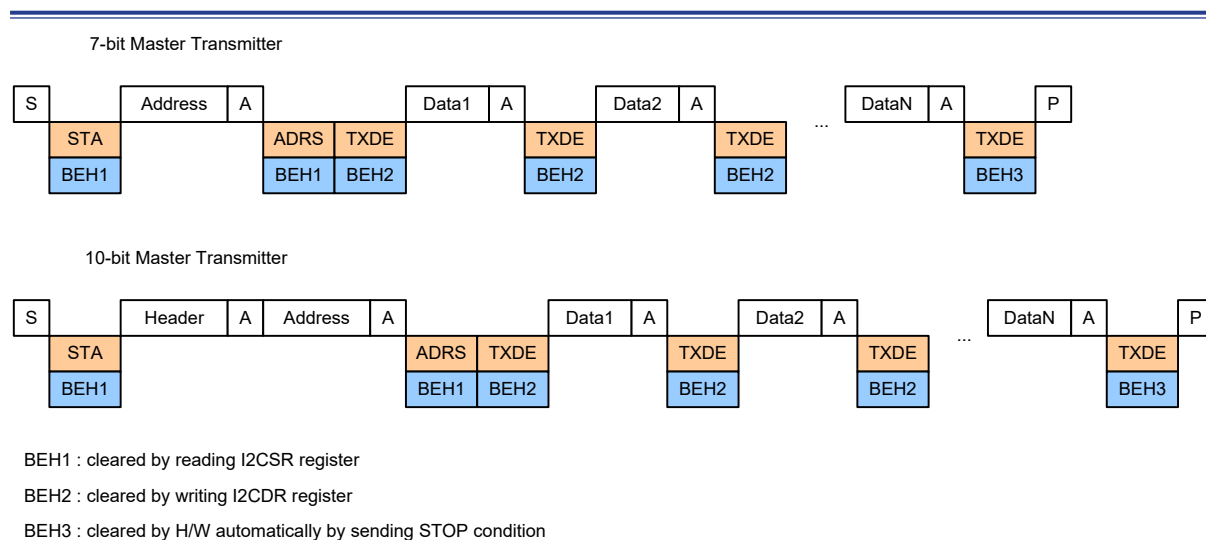 7-bit Master Transmitter
S Address A Data1 A Data2 A ... DataN A P
STA ADRS TXDE TXDE TXDE TXDE
BEH1 BEH1 BEH2 BEH2 BEH2 BEH3
10-bit Master Transmitter
S Header A Address A Data1 A Data2 A ... DataN A P
STA ADRS TXDE TXDE TXDE TXDE
BEH1 BEH1 BEH2 BEH2 BEH2 BEH3
BEH1 : cleared by reading I2CSR register
BEH2 : cleared by writing I2CDR register
BEH3 : cleared by H/W automatically by sending STOP condition